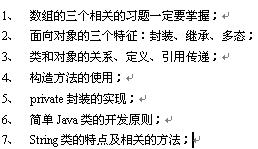 1、 数组的三个相关的习题一定要掌握；
2、 面向对象的三个特征：封装、继承、多态；
3、 类和对象的关系、定义、引用传递；
4、 构造方法的使用；
5、 private 封装的实现；
6、 简单 Java 类的开发原则；
7、 String 类的特点及相关的方法；